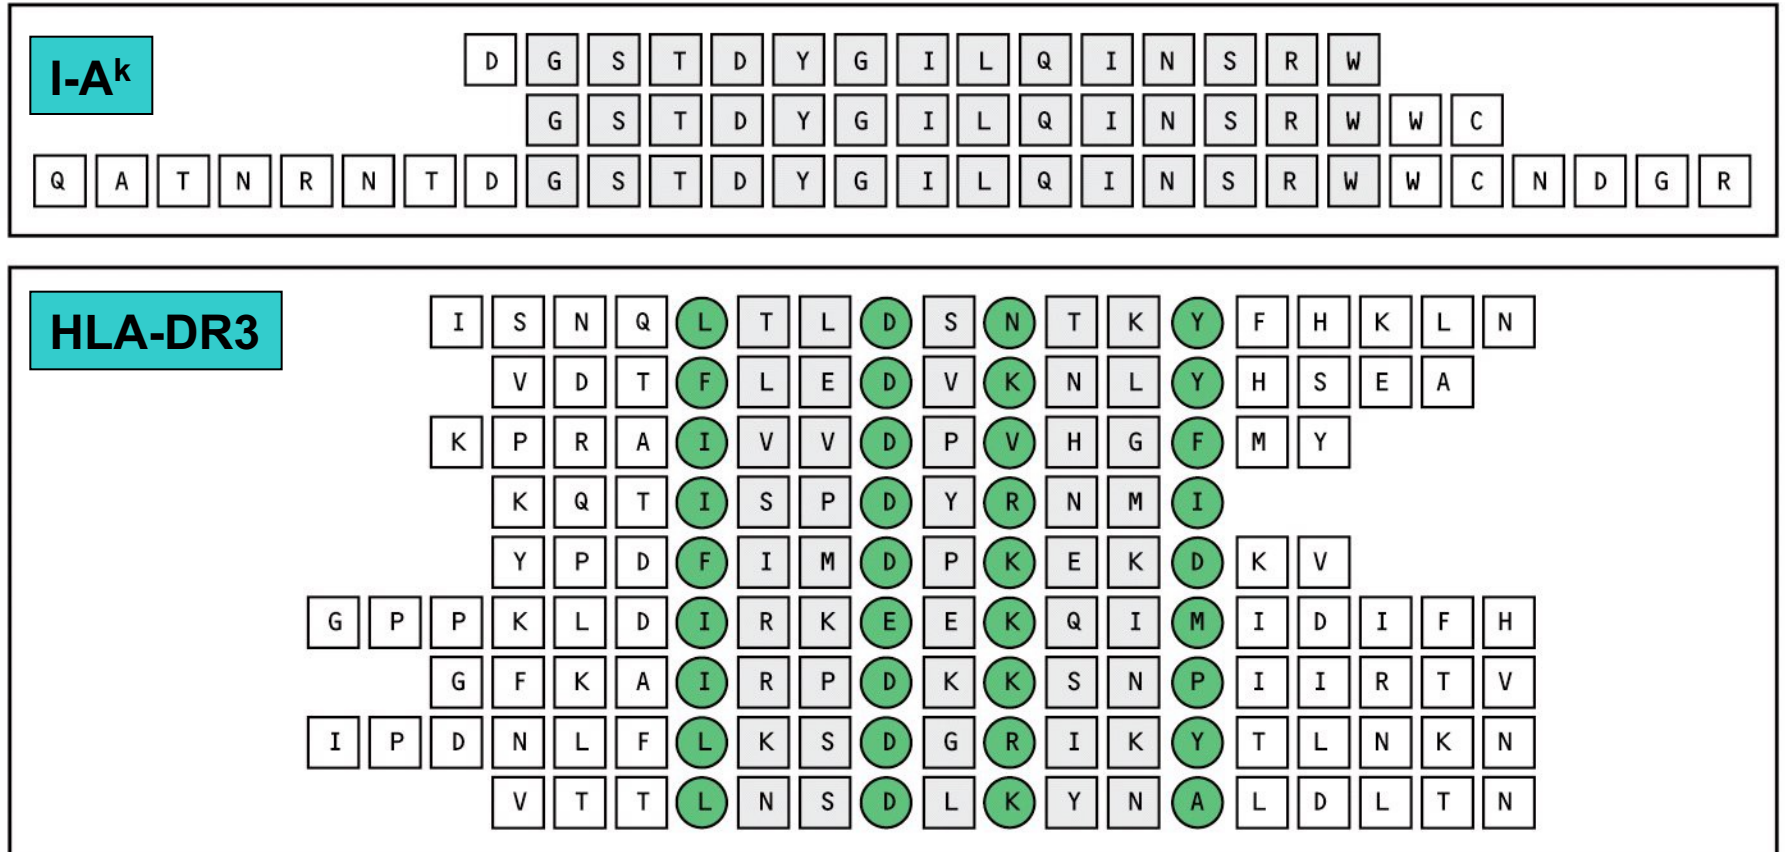 I-Aᵏ
D G S T D Y G I L Q I N S R W
G S T D Y G I L Q I N S R W W C
Q A T N R N T D G S T D Y G I L Q I N S R W W C N D G R
HLA-DR3
I S N Q L T L D S N T K Y F H K L N
V D T F L E D V K N L Y H S E A
K P R A I V V D P V H G F M Y
K Q T I S P D Y R N M I
Y P D F I M D P K E K D K V
G P P K L D I R K E E K Q I M I D I F H
G F K A I R P D K K S N P I I R T V
I P D N L F L K S D G R I K Y T L N K N
V T T L N S D L K Y N A L D L T N